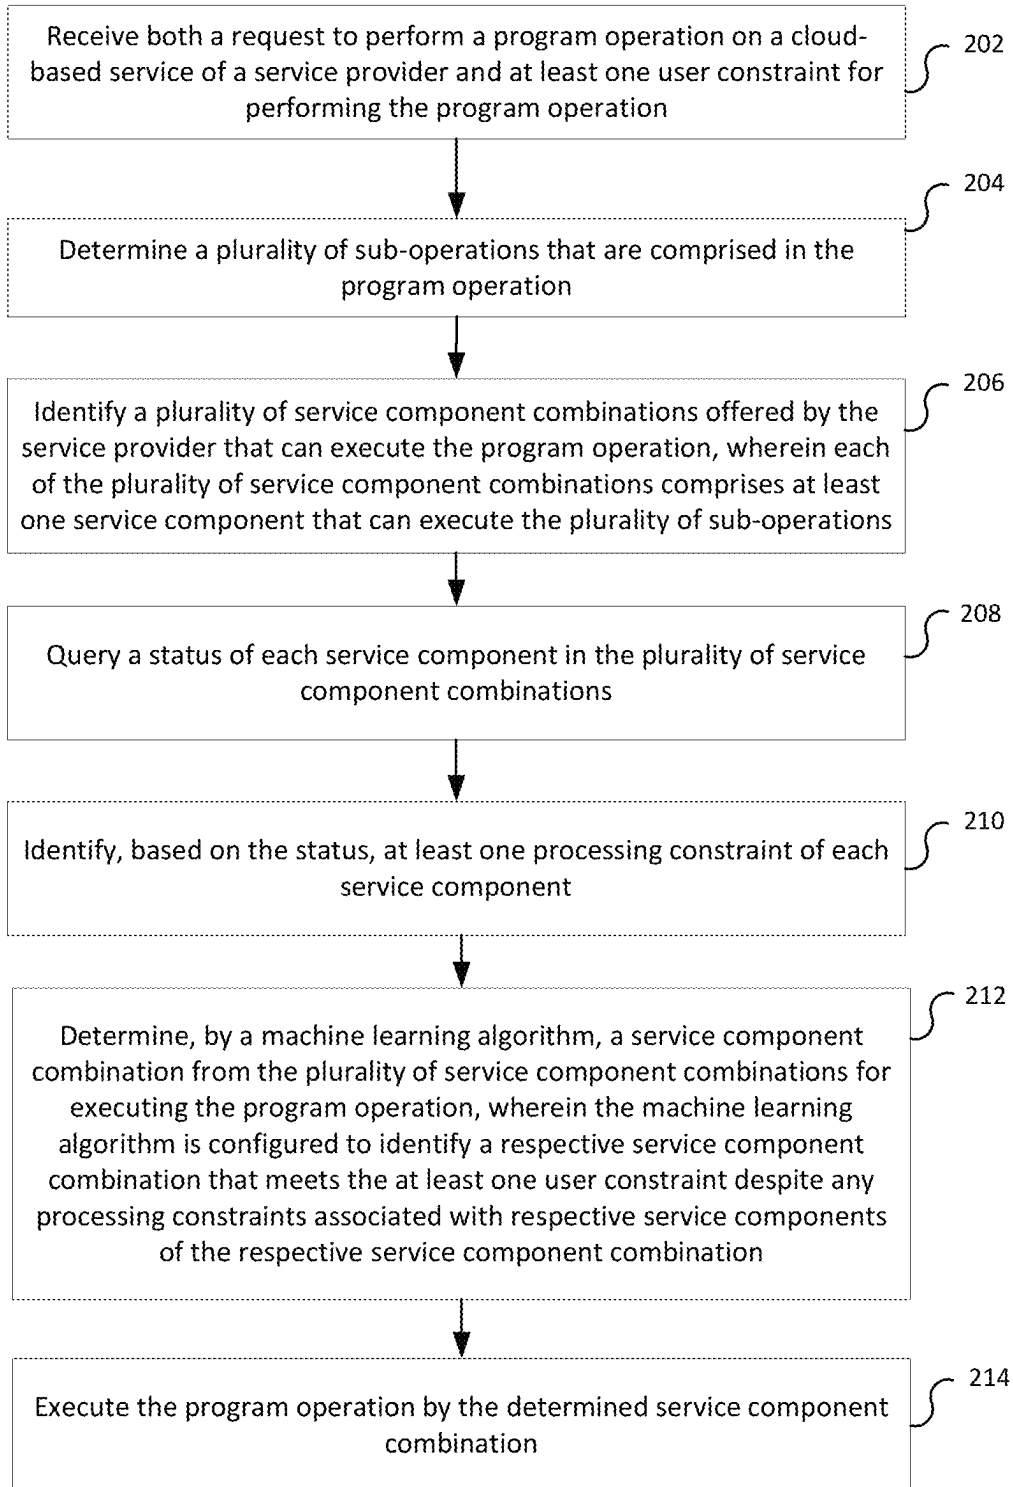 Receive both a request to perform a program operation on a cloud-
based service of a service provider and at least one user constraint for
performing the program operation
202
204
Determine a plurality of sub-operations that are comprised in the
program operation
206
Identify a plurality of service component combinations offered by the
service provider that can execute the program operation, wherein each
of the plurality of service component combinations comprises at least
one service component that can execute the plurality of sub-operations
208
Query a status of each service component in the plurality of service
component combinations
210
Identify, based on the status, at least one processing constraint of each
service component
212
Determine, by a machine learning algorithm, a service component
combination from the plurality of service component combinations for
executing the program operation, wherein the machine learning
algorithm is configured to identify a respective service component
combination that meets the at least one user constraint despite any
processing constraints associated with respective service components
of the respective service component combination
214
Execute the program operation by the determined service component
combination